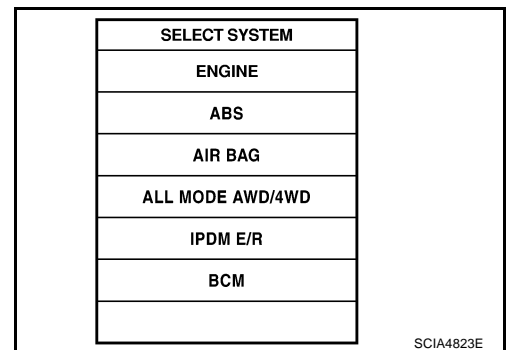 SELECT SYSTEM
ENGINE
ABS
AIR BAG
ALL MODE AWD/4WD
IPDM E/R
BCM
SCIA4823E